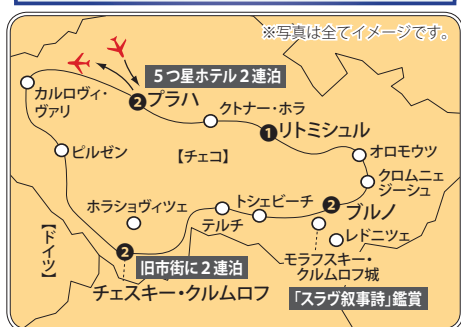 ※写真は全てイメージです。
5つ星ホテル2連泊
カルロヴィ・
ヴァリ
❷プラハ
クトナー・ホラ
❶リトミシュル
オロモウツ
ピルゼン
【チェコ】
クロムニェ
ジーシュ
ホラショヴィツェ
トシェビーチ
テルチ
❷
ブルノ
レドニツェ
【ドイツ】
❷
旧市街に2連泊
モラフスキー・
クルムロフ城
チェスキー・クルムロフ
「スラヴ叙事詩」鑑賞